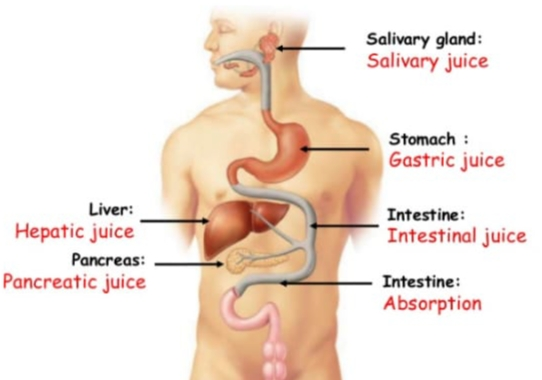 Salivary gland:
Salivary juice
Stomach :
Gastric juice
Liver:
Hepatic juice
Intestine:
Intestinal juice
Pancreas:
Pancreatic juice
Intestine:
Absorption